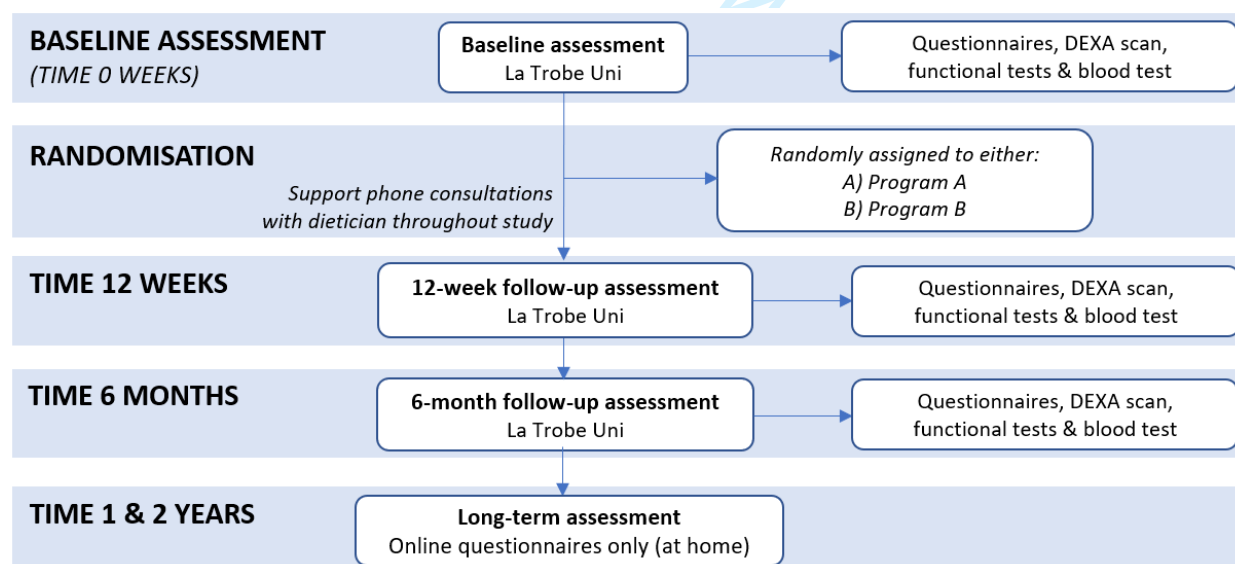 BASELINE ASSESSMENT
(TIME 0 WEEKS)
Baseline assessment
La Trobe Uni
Questionnaires, DEXA scan,
functional tests & blood test
RANDOMISATION
Support phone consultations
with dietician throughout study
Randomly assigned to either:
A) Program A
B) Program B
TIME 12 WEEKS
12-week follow-up assessment
La Trobe Uni
Questionnaires, DEXA scan,
functional tests & blood test
TIME 6 MONTHS
6-month follow-up assessment
La Trobe Uni
Questionnaires, DEXA scan,
functional tests & blood test
TIME 1 & 2 YEARS
Long-term assessment
Online questionnaires only (at home)